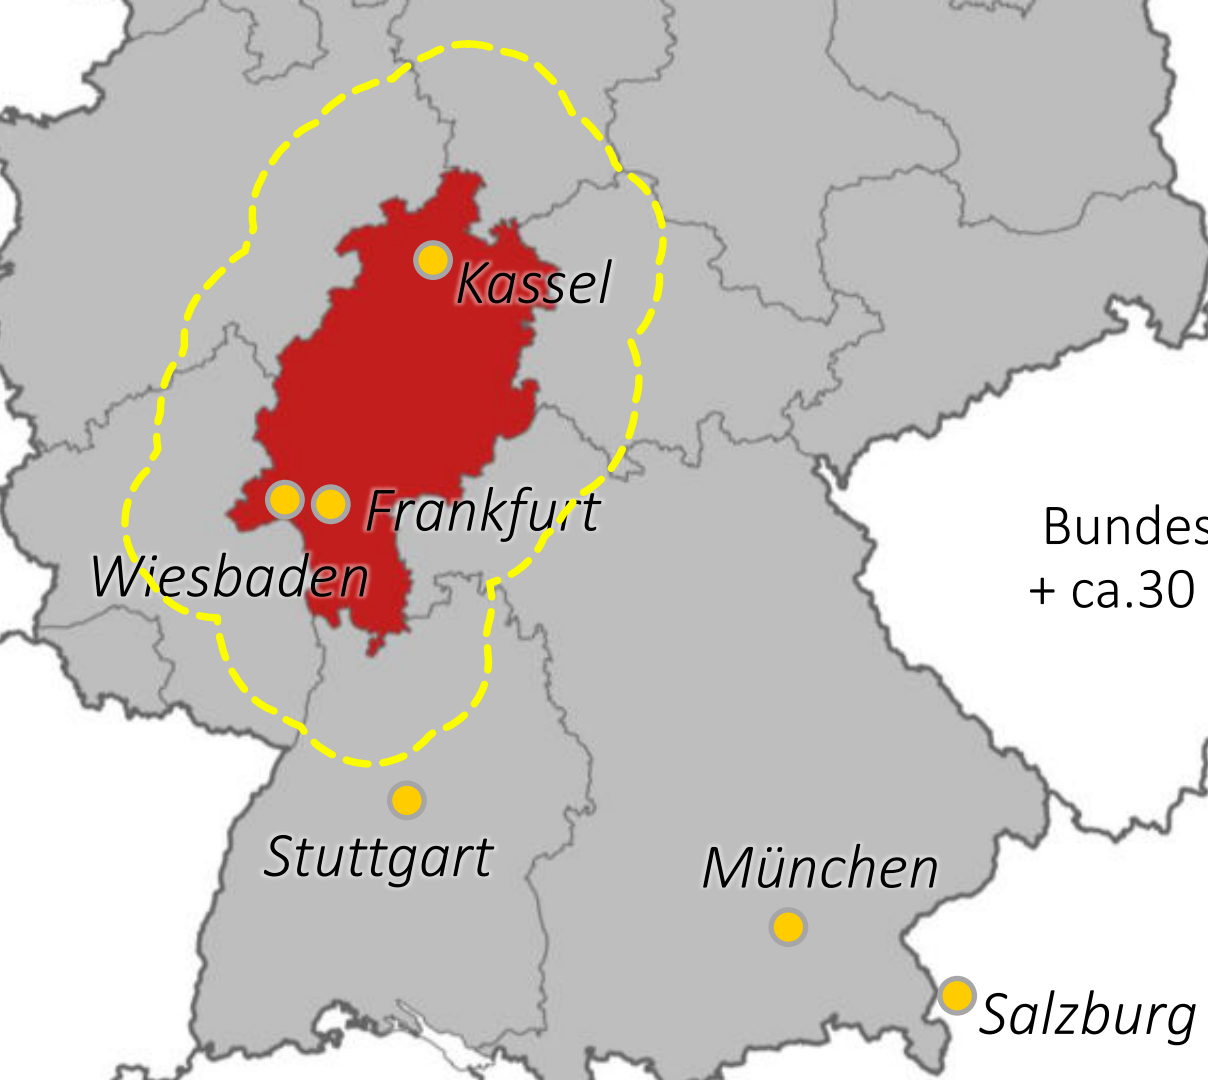 Kassel
Frankfurt
Bundes
+ ca.30
Wiesbaden
Stuttgart
München
Salzburg